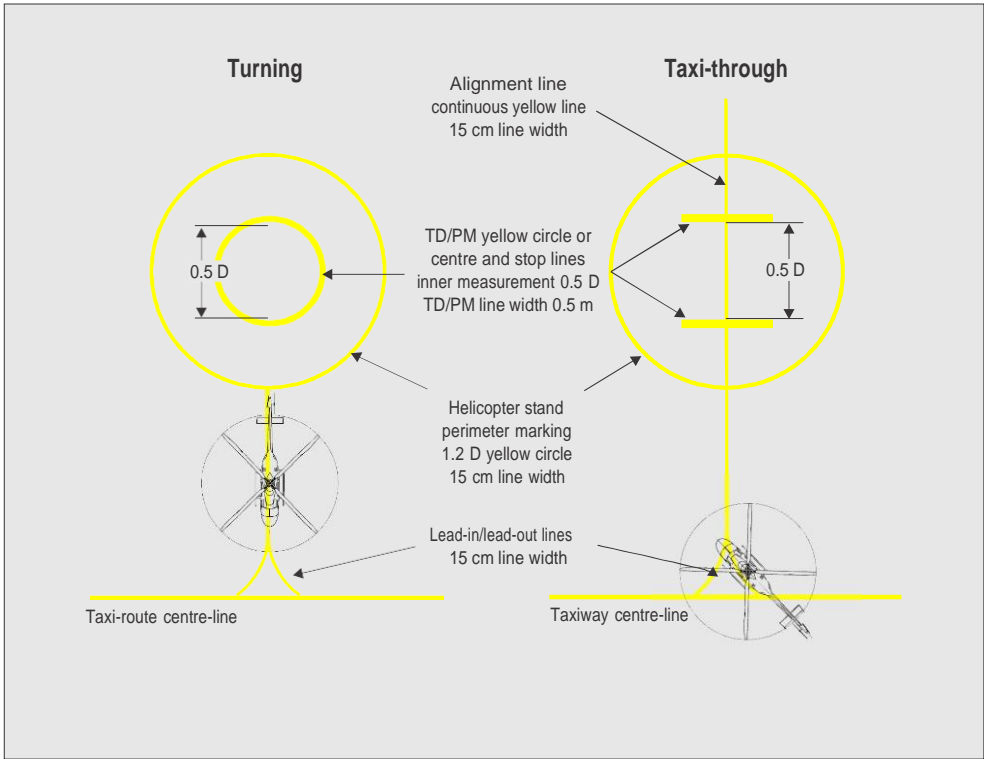 Turning
Taxi-through
Alignment line
continuous yellow line
15 cm line width
0.5 D
TD/PM yellow circle or
centre and stop lines
inner measurement 0.5 D
TD/PM line width 0.5 m
0.5 D
Helicopter stand
perimeter marking
1.2 D yellow circle
15 cm line width
Lead-in/lead-out lines
15 cm line width
Taxi-route centre-line
Taxiway centre-line